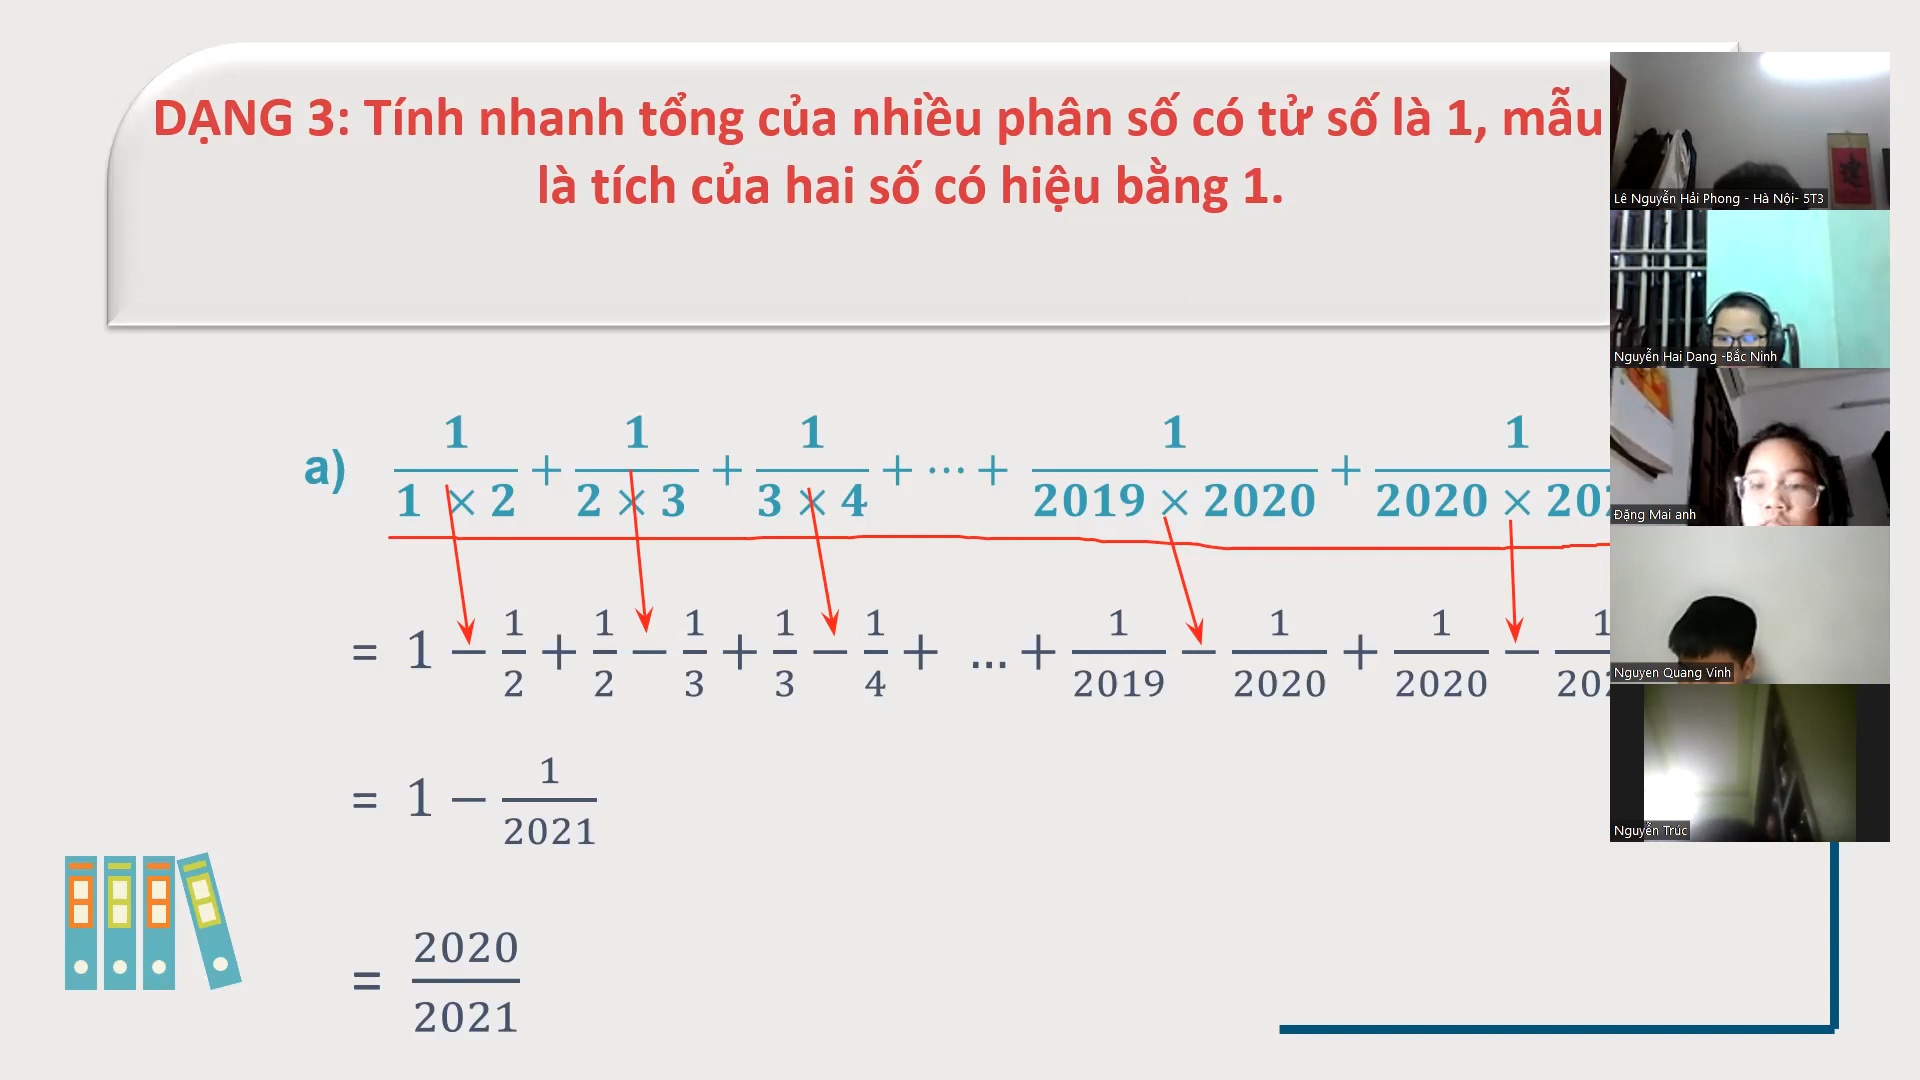 DẠNG 3: Tính nhanh tổng của nhiều phân số có tử số là 1, mẫu
là tích của hai số có hiệu bằng 1.
a) 1/(1 × 2) + 1/(2 × 3) + 1/(3 × 4) + ⋯ + 1/(2019 × 2020) + 1/(2020 ×
= 1 − 1/2 + 1/2 − 1/3 + 1/3 − 1/4 + ... + 1/2019 − 1/2020 + 1/2020 −
= 1 − 1/2021
= 2020/2021
Lê Nguyễn Hải Phong - Hà Nội- 5T3
Nguyễn Hai Dang -Bắc Ninh
Đặng Mai anh
Nguyen Quang Vinh
Nguyễn Trúc